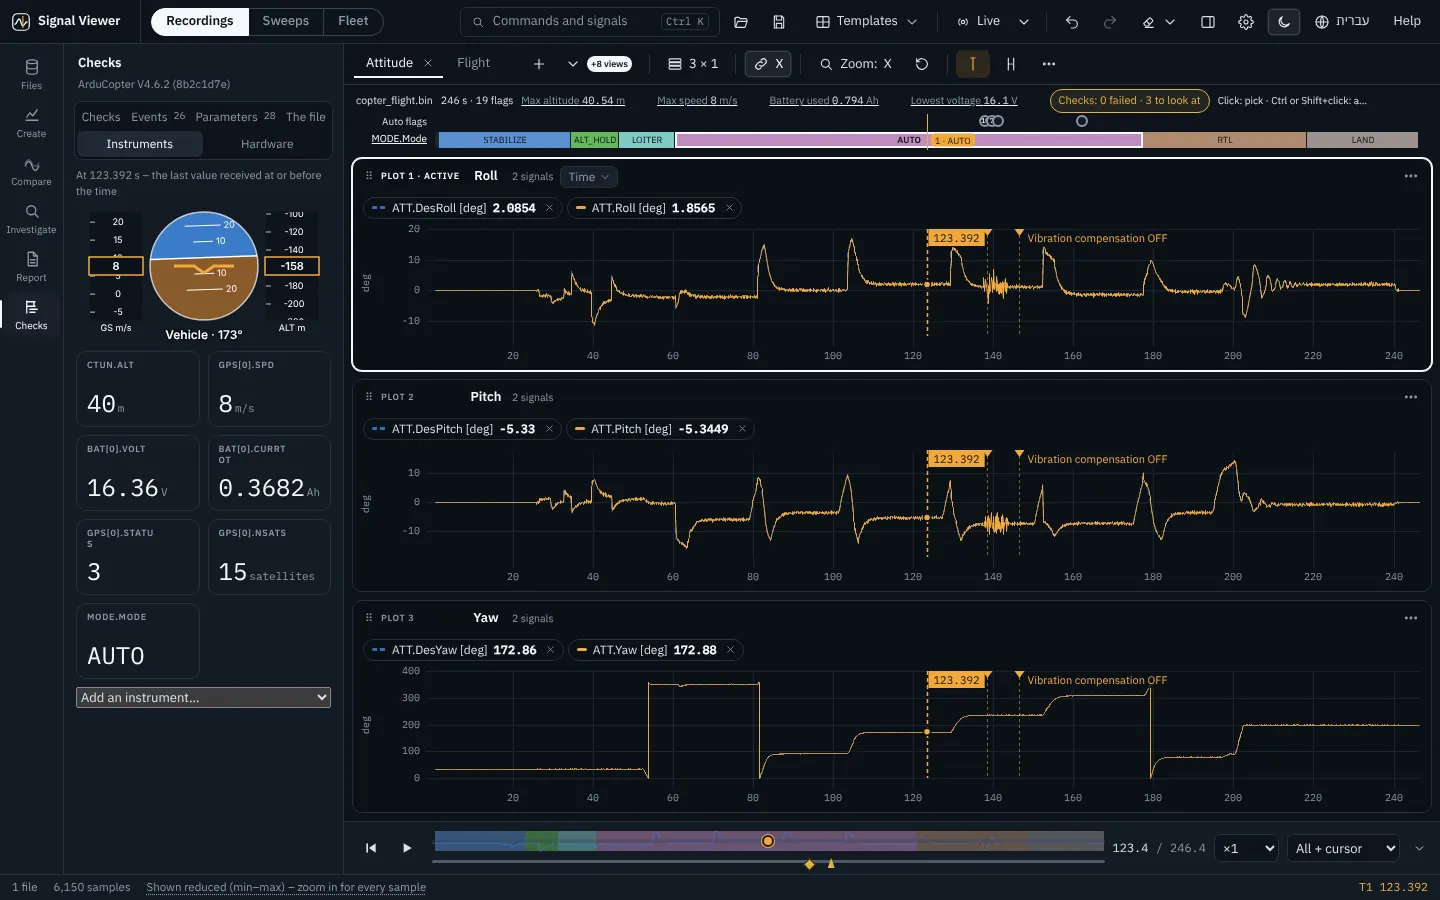 Signal Viewer
Recordings
Sweeps
Fleet
Commands and signals
Ctrl K
Templates
Live
עברית
Help
Files
Create
Compare
Investigate
Report
Checks
Checks
ArduCopter V4.6.2 (8b2c1d7e)
Checks Events 26 Parameters 28 The file
Instruments Hardware
At 123.392 s – the last value received at or before
the time
20
15
8
0
-5
GS m/s
20
10
10
20
Vehicle · 173°
-100
-120
-140
-158
-180
-200
ALT m
CTUN.ALT
40 m
GPS[0].SPD
8 m/s
BAT[0].VOLT
16.36 V
BAT[0].CURRT
OT
0.3682 Ah
GPS[0].STATU
S
3
GPS[0].NSATS
15 satellites
MODE.MODE
AUTO
Add an instrument...
Attitude
Flight
+8 views
3 × 1
X
Zoom: X
copter_flight.bin 246 s · 19 flags Max altitude 40.54 m Max speed 8 m/s Battery used 0.794 Ah Lowest voltage 16.1 V Checks: 0 failed · 3 to look at Click: pick · Ctrl or Shift+click: a…
Auto flags
MODE.Mode STABILIZE ALT_HOLD LOITER AUTO 1 · AUTO RTL LAND
PLOT 1 · ACTIVE Roll 2 signals Time
ATT.DesRoll [deg] 2.0854 ATT.Roll [deg] 1.8565
123.392 Vibration compensation OFF
20
10
0
-10
deg
20 40 60 80 100 120 140 160 180 200 220 240
PLOT 2 Pitch 2 signals
ATT.DesPitch [deg] -5.33 ATT.Pitch [deg] -5.3449
123.392 Vibration compensation OFF
10
0
-10
deg
20 40 60 80 100 120 140 160 180 200 220 240
PLOT 3 Yaw 2 signals
ATT.DesYaw [deg] 172.86 ATT.Yaw [deg] 172.88
123.392 Vibration compensation OFF
400
300
200
100
0
deg
20 40 60 80 100 120 140 160 180 200 220 240
123.4 / 246.4 ×1 All + cursor
1 file 6,150 samples Shown reduced (min–max) – zoom in for every sample
T1 123.392